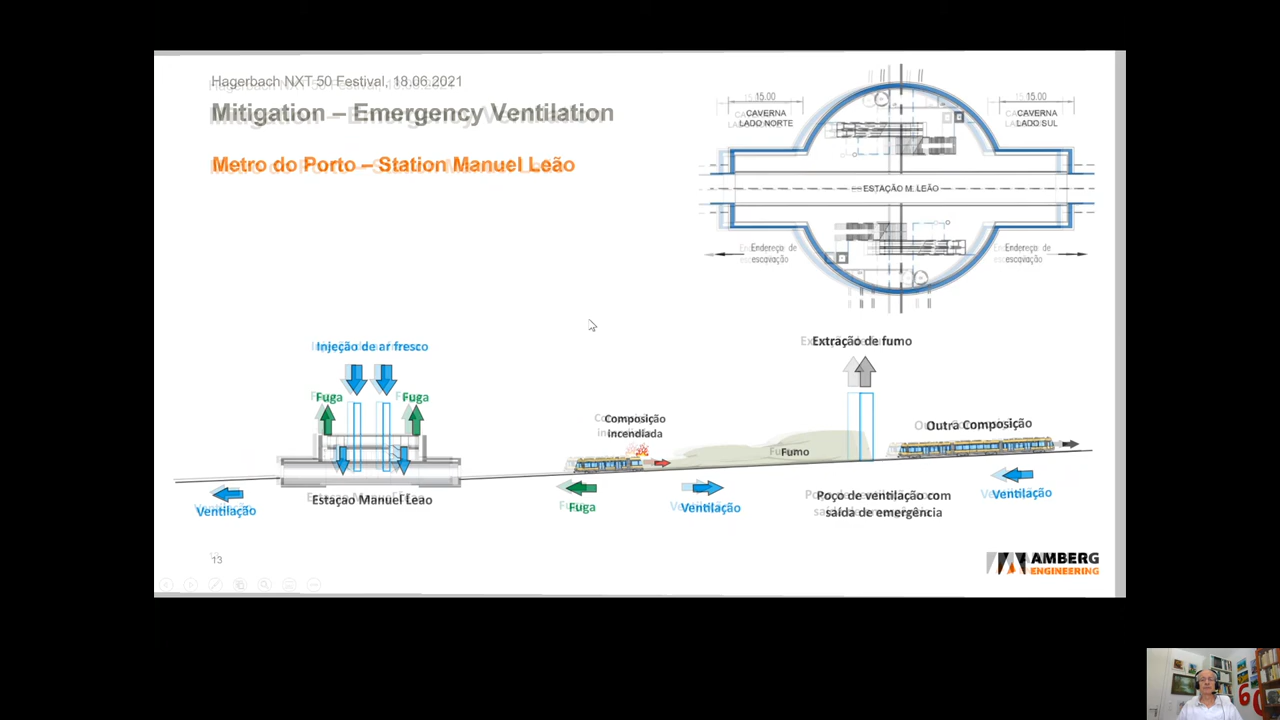 Hagerbach NXT 50 Festival, 18.06.2021
Mitigation – Emergency Ventilation
Metro do Porto – Station Manuel Leão
15.00
CAVERNA
LADO NORTE
15.00
CAVERNA
LADO SUL
ESTAÇÃO M. LEÃO
Endereço de
escavação
Endereço de
escavação
Injeção de ar fresco
Fuga
Fuga
Ventilação
Estação Manuel Leao
Composição
incendiada
Fuga
Ventilação
Fumo
Extração de fumo
Poço de ventilação com
saída de emergência
Outra Composição
Ventilação
13
AMBERG
ENGINEERING
60